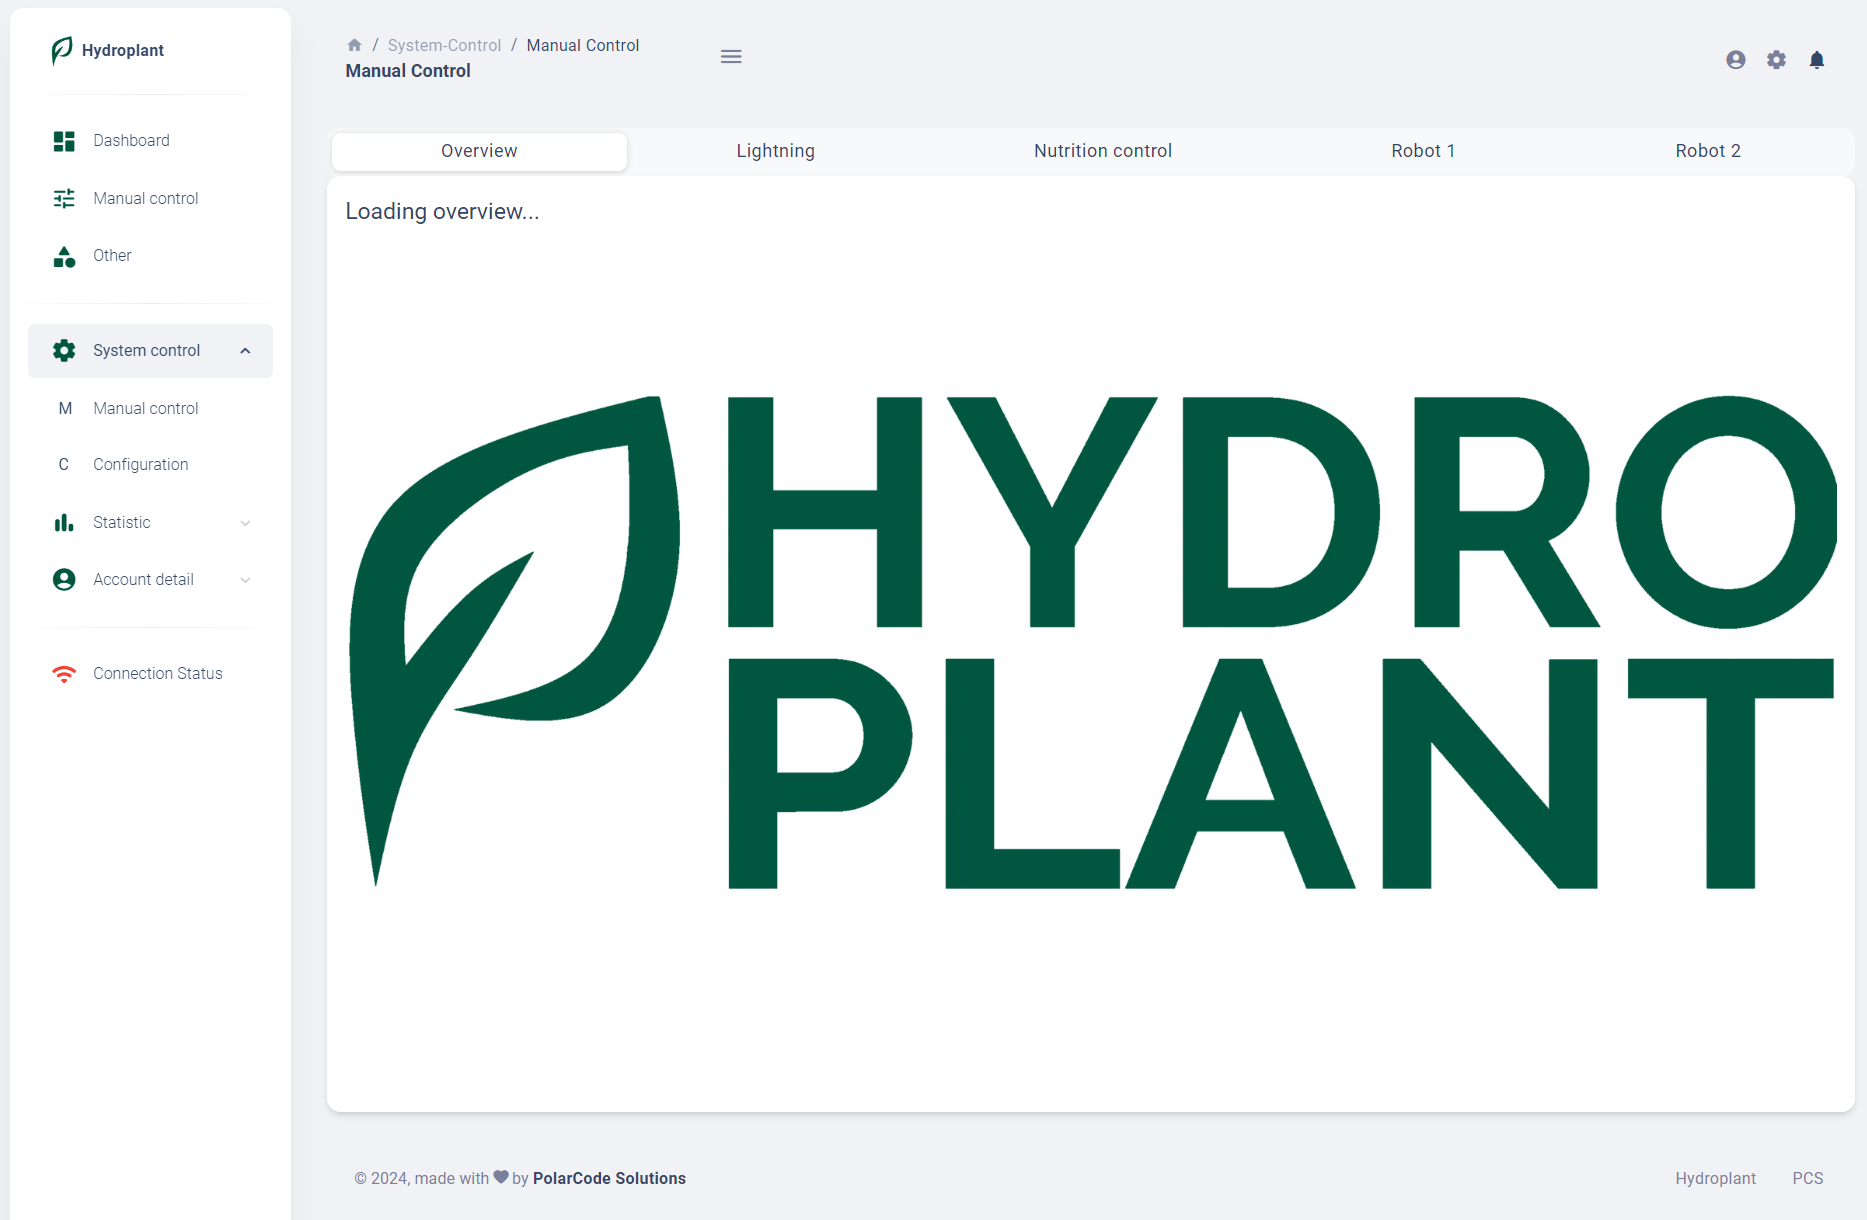 Hydroplant
Dashboard
Manual control
Other
System control
M Manual control
C Configuration
Statistic
Account detail
Connection Status
/ System-Control / Manual Control
Manual Control
Overview Lightning Nutrition control Robot 1 Robot 2
Loading overview...
HYDRO
PLANT
© 2024, made with by PolarCode Solutions
Hydroplant PCS